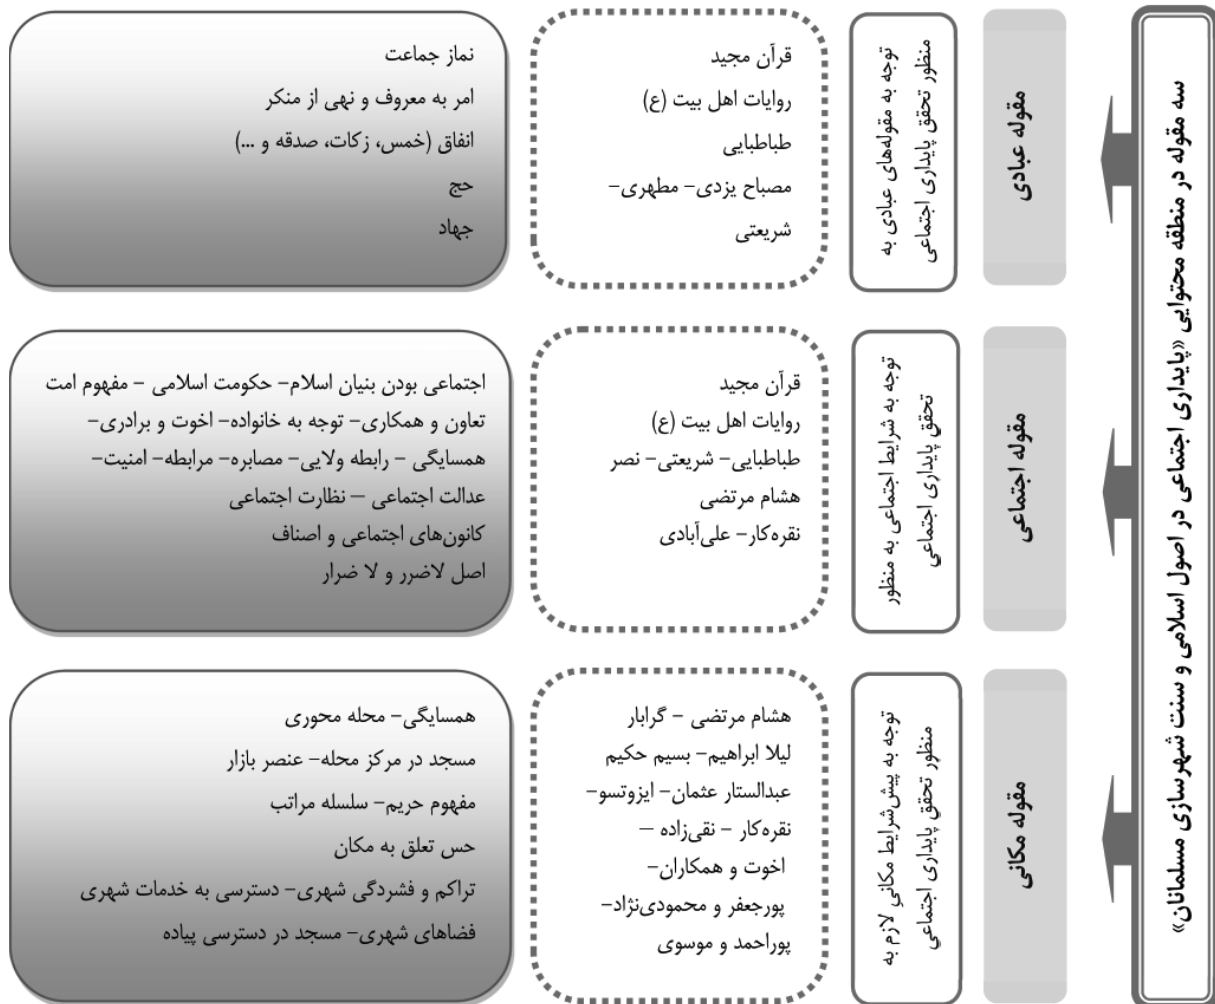 سه مقوله در منطقه محتوایی «پایداری اجتماعی در اصول اسلامی و سنت شهرسازی مسلمانان»
مقوله عبادی
توجه به مقوله‌های عبادی به
منظور تحقق پایداری اجتماعی
قرآن مجید
روایات اهل بیت (ع)
طباطبایی
مصباح یزدی- مطهری-
شریعتی
نماز جماعت
امر به معروف و نهی از منکر
انفاق (خمس، زکات، صدقه و ...)
حج
جهاد
مقوله اجتماعی
توجه به شرایط اجتماعی به منظور
تحقق پایداری اجتماعی
قرآن مجید
روایات اهل بیت (ع)
طباطبایی- شریعتی- نصر
هشام مرتضی
نقره‌کار- علی‌آبادی
اجتماعی بودن بنیان اسلام- حکومت اسلامی - مفهوم امت
تعاون و همکاری- توجه به خانواده- اخوت و برادری-
همسایگی - رابطه ولایی- مصابره- مرابطه- امنیت-
عدالت اجتماعی – نظارت اجتماعی
کانون‌های اجتماعی و اصناف
اصل لاضرر و لا ضرار
مقوله مکانی
توجه به پیش‌شرایط مکانی لازم به
منظور تحقق پایداری اجتماعی
هشام مرتضی - گرابار
لیلا ابراهیم- بسیم حکیم
عبدالستار عثمان- ایزوتسو-
نقره‌کار - نقی‌زاده –
اخوت و همکاران-
پورجعفر و محمودی‌نژاد-
پوراحمد و موسوی
همسایگی- محله محوری
مسجد در مرکز محله- عنصر بازار
مفهوم حریم- سلسله مراتب
حس تعلق به مکان
تراکم و فشردگی شهری- دسترسی به خدمات شهری
فضاهای شهری- مسجد در دسترسی پیاده